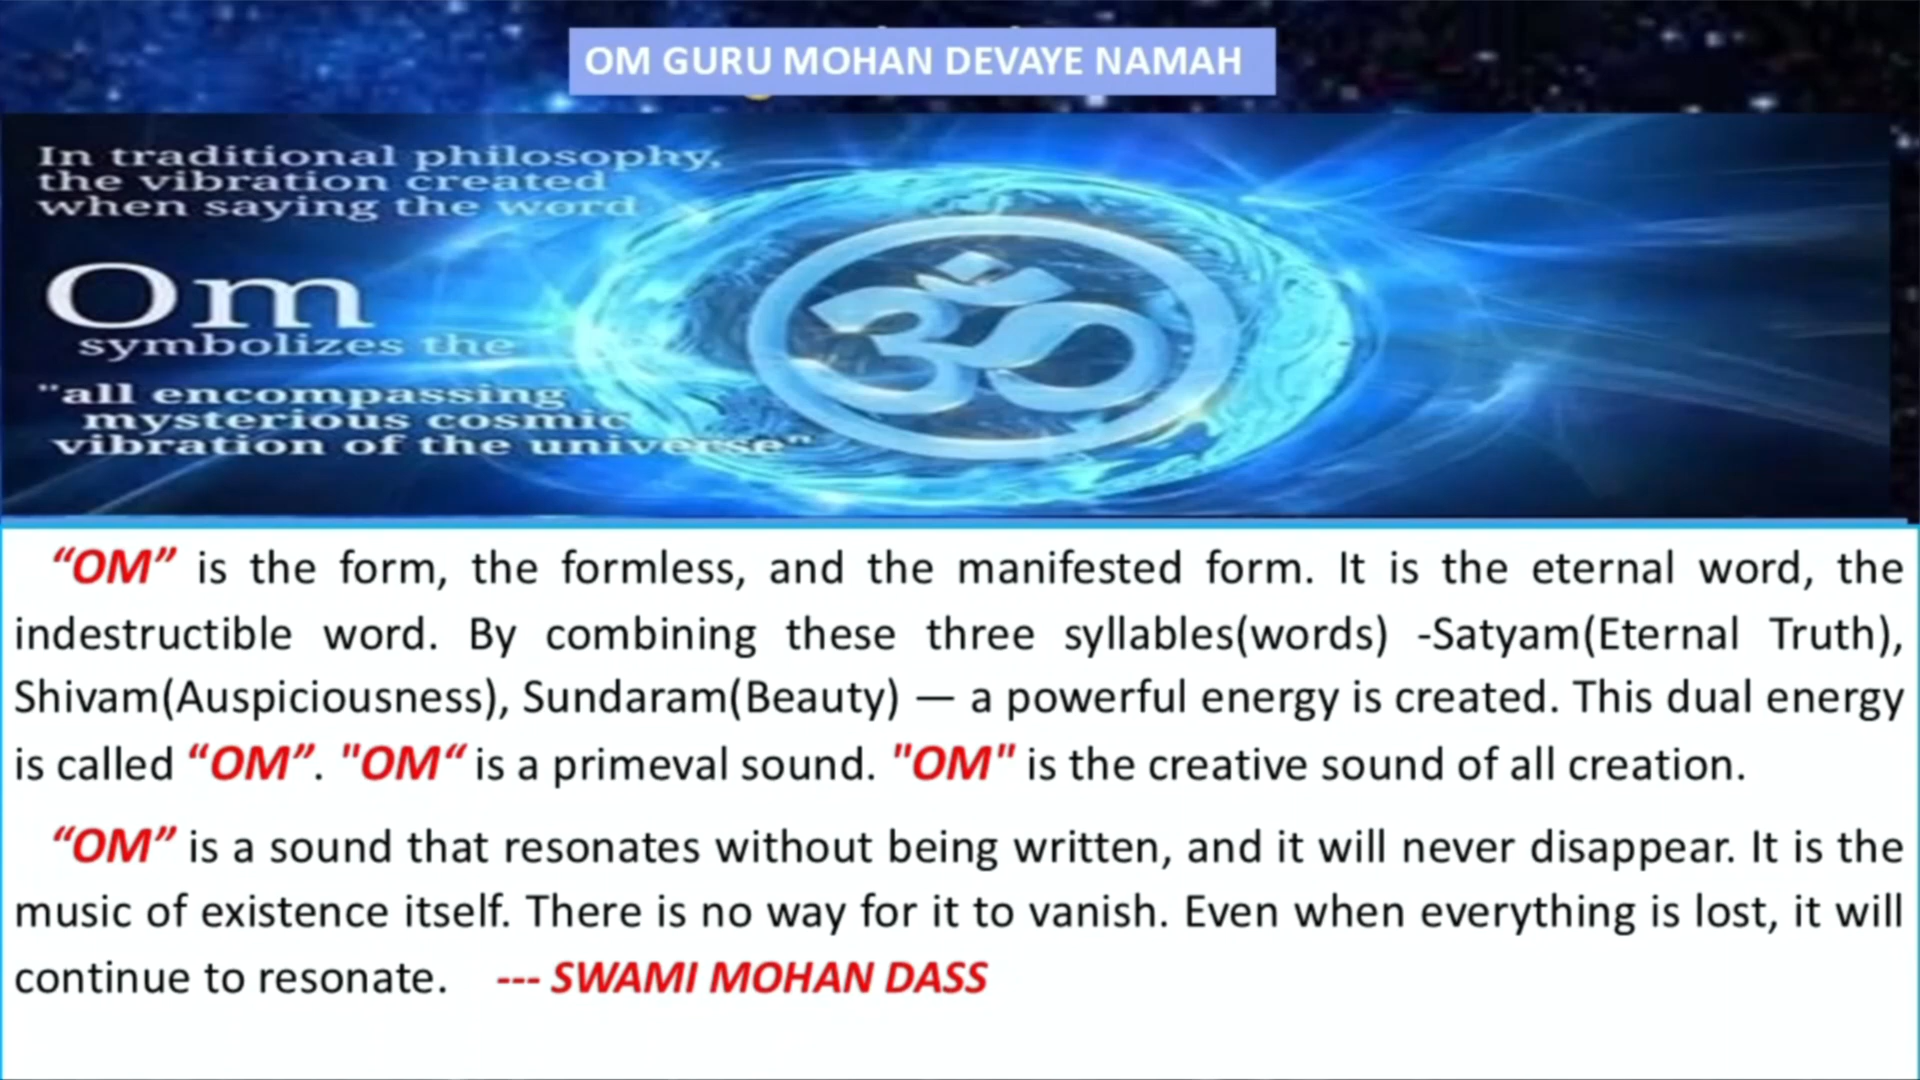 OM GURU MOHAN DEVAYE NAMAH
In traditional philosophy,
the vibration created
when saying the word
Om
symbolizes the
"all encompassing
mysterious cosmic
vibration of the universe"
ॐ
“OM” is the form, the formless, and the manifested form. It is the eternal word, the
indestructible word. By combining these three syllables(words) -Satyam(Eternal Truth),
Shivam(Auspiciousness), Sundaram(Beauty) — a powerful energy is created. This dual energy
is called “OM”. "OM“ is a primeval sound. "OM" is the creative sound of all creation.
“OM” is a sound that resonates without being written, and it will never disappear. It is the
music of existence itself. There is no way for it to vanish. Even when everything is lost, it will
continue to resonate. --- SWAMI MOHAN DASS